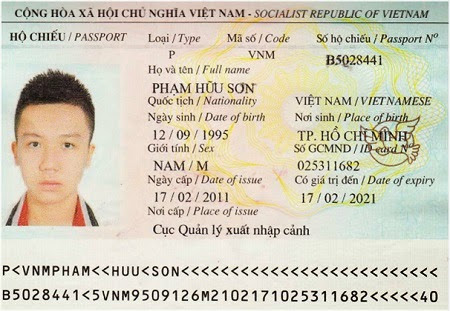 CỘNG HÒA XÃ HỘI CHỦ NGHĨA VIỆT NAM - SOCIALIST REPUBLIC OF VIETNAM
HỘ CHIẾU / PASSPORT Loại / Type Mã số / Code Số hộ chiếu / Passport Nº
P VNM B5028441
Họ và tên / Full name
PHẠM HỮU SƠN
Quốc tịch / Nationality VIỆT NAM / VIETNAMESE
Ngày sinh / Date of birth Nơi sinh / Place of birth
12 / 09 / 1995 TP. HỒ CHÍ MINH
Giới tính / Sex Số GCMND / ID card Nº
NAM / M 025311682
Ngày cấp / Date of issue Có giá trị đến / Date of expiry
17 / 02 / 2011 17 / 02 / 2021
Nơi cấp / Place of issue
Cục Quản lý xuất nhập cảnh
P<VNMPHAM<<HUU<SON<<<<<<<<<<<<<<<<<<<<<<<<<<
B5028441<5VNM9509126M2102171025311682<<<<<40